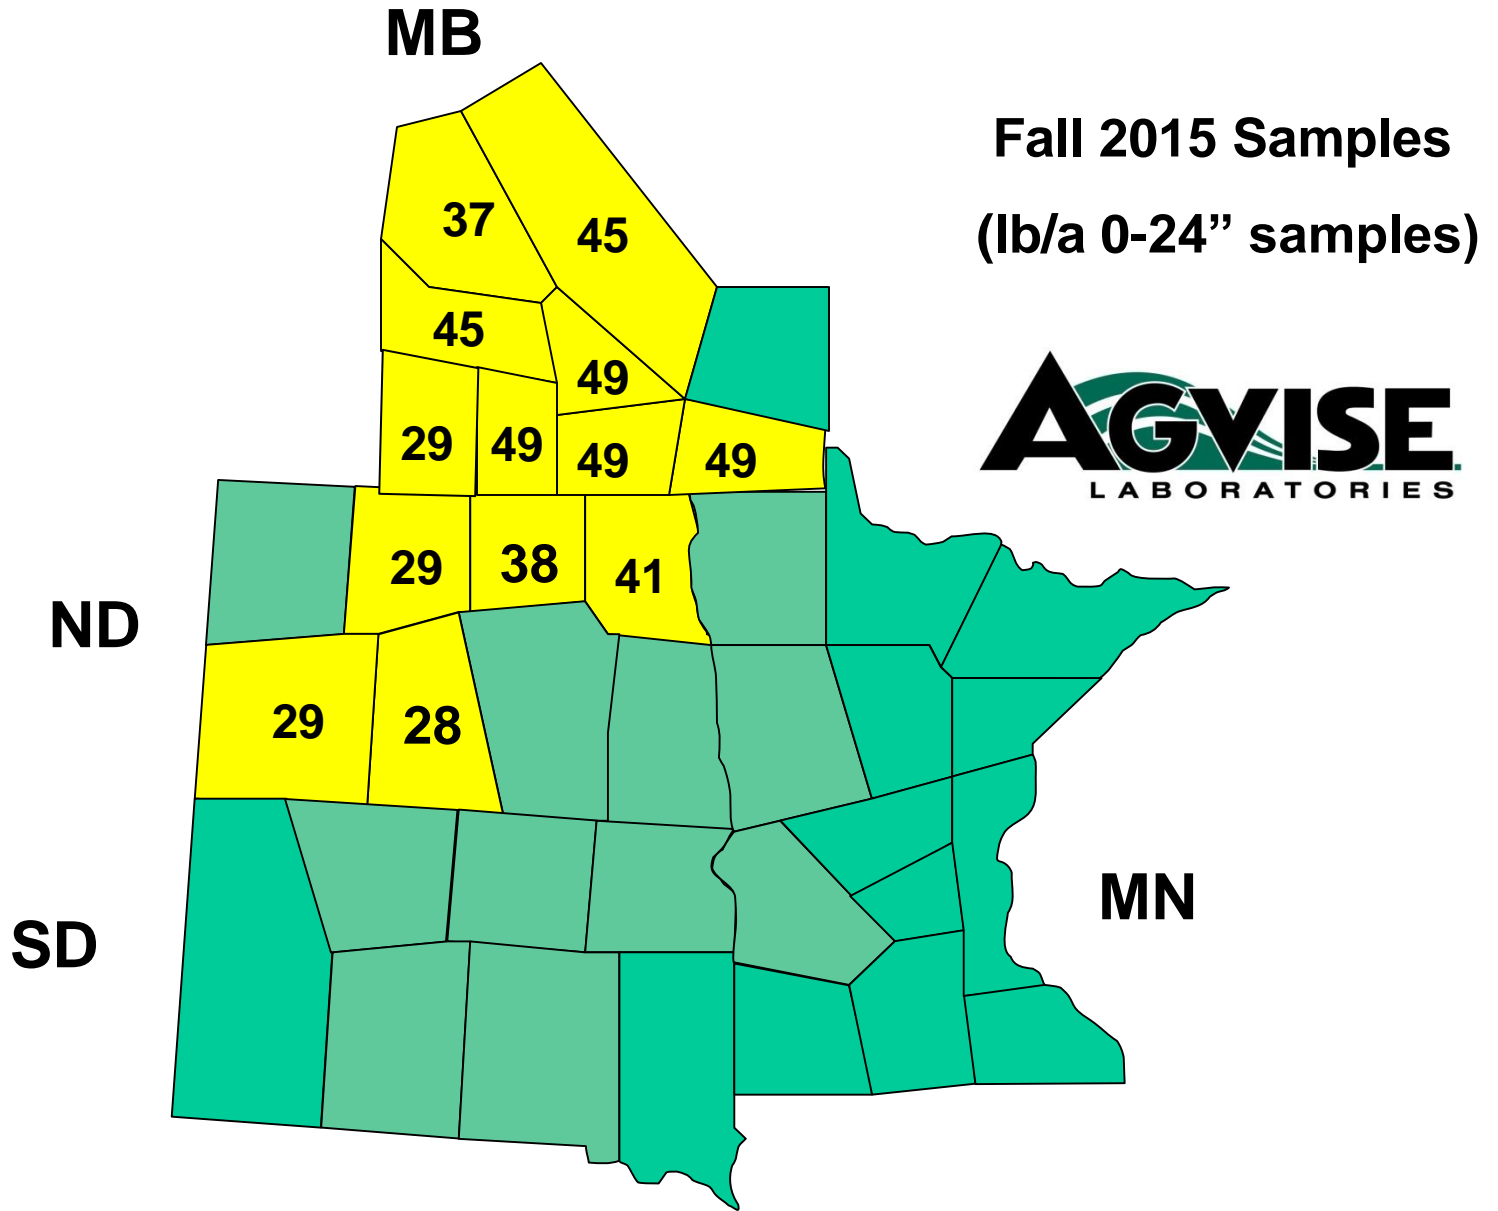 MB
Fall 2015 Samples
(lb/a 0-24” samples)
37
45
45
49
29
49
49
49
AGVISE
LABORATORIES
29
38
41
ND
29
28
MN
SD